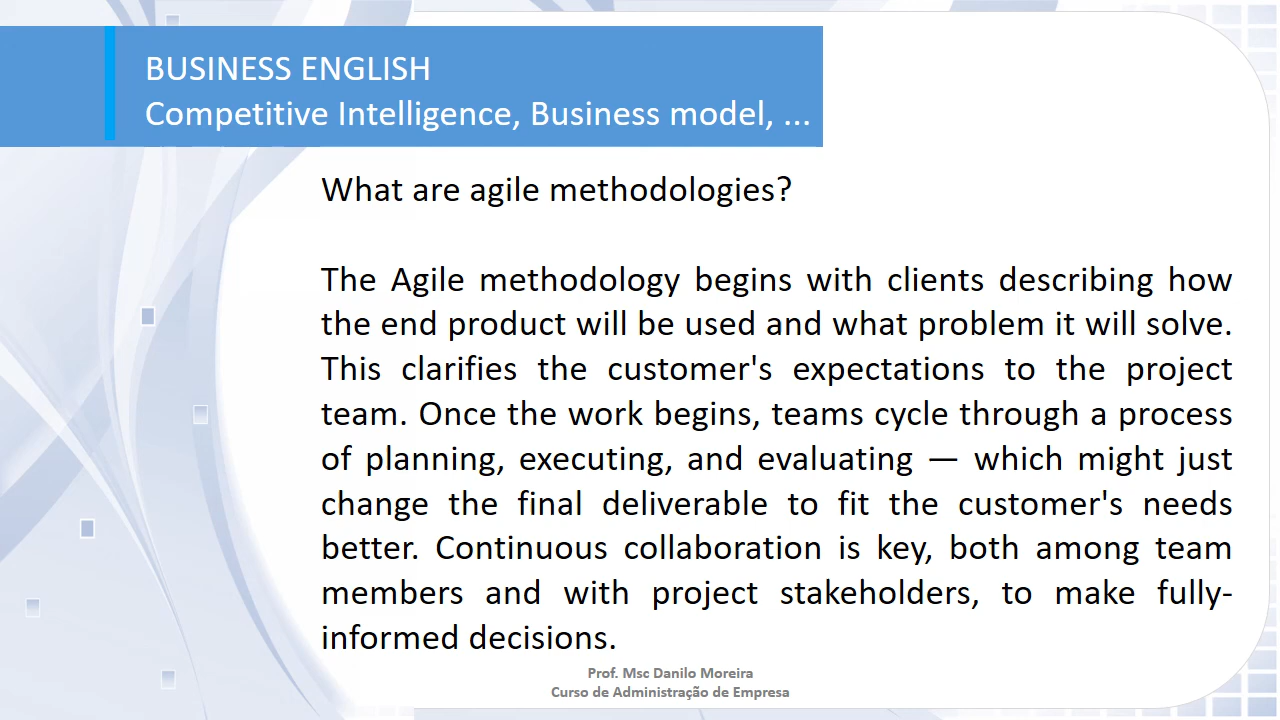 BUSINESS ENGLISH
Competitive Intelligence, Business model, ...
What are agile methodologies?
The Agile methodology begins with clients describing how
the end product will be used and what problem it will solve.
This clarifies the customer's expectations to the project
team. Once the work begins, teams cycle through a process
of planning, executing, and evaluating — which might just
change the final deliverable to fit the customer's needs
better. Continuous collaboration is key, both among team
members and with project stakeholders, to make fully-
informed decisions.
Prof. Msc Danilo Moreira
Curso de Administração de Empresa